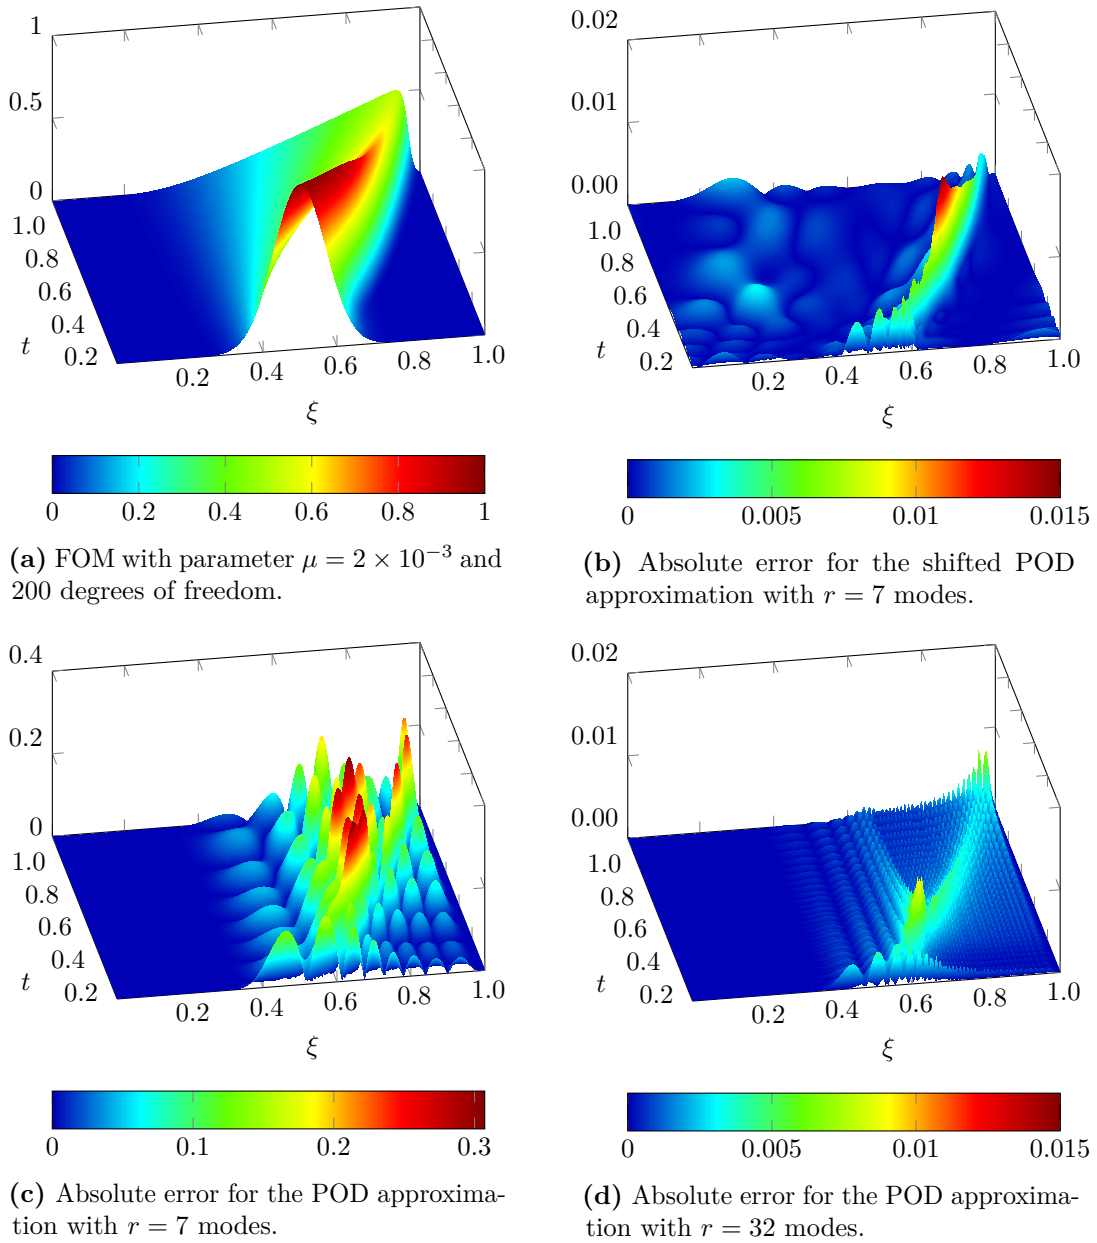 1
0.5
0
1.0
0.8
0.6
0.4
0.2
t
0.2
0.4
0.6
0.8
1.0
ξ
0 0.2 0.4 0.6 0.8 1
(a) FOM with parameter μ = 2 × 10⁻³ and
200 degrees of freedom.
0.02
0.01
0.00
1.0
0.8
0.6
0.4
0.2
t
0.2
0.4
0.6
0.8
1.0
ξ
0 0.005 0.01 0.015
(b) Absolute error for the shifted POD
approximation with r = 7 modes.
0.4
0.2
0
1.0
0.8
0.6
0.4
0.2
t
0.2
0.4
0.6
0.8
1.0
ξ
0 0.1 0.2 0.3
(c) Absolute error for the POD approxima-
tion with r = 7 modes.
0.02
0.01
0.00
1.0
0.8
0.6
0.4
0.2
t
0.2
0.4
0.6
0.8
1.0
ξ
0 0.005 0.01 0.015
(d) Absolute error for the POD approxima-
tion with r = 32 modes.